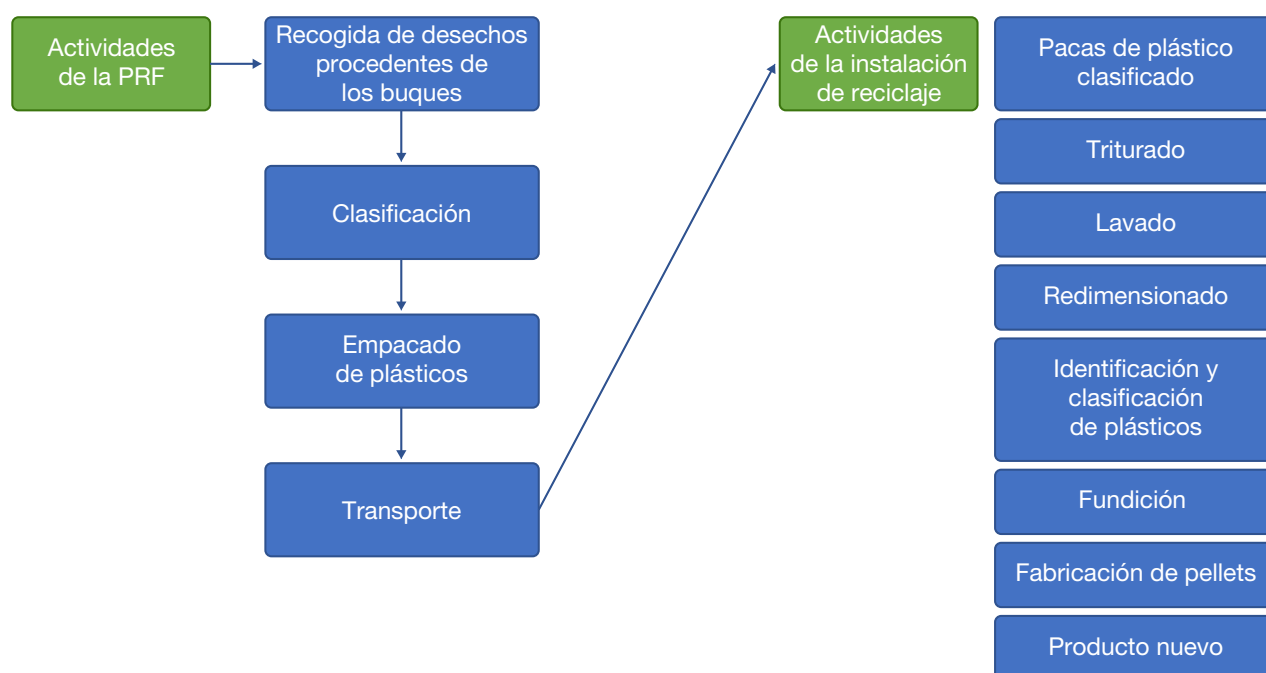 Actividades
de la PRF
Recogida de desechos
procedentes de
los buques
Clasificación
Empacado
de plásticos
Transporte
Actividades
de la instalación
de reciclaje
Pacas de plástico
clasificado
Triturado
Lavado
Redimensionado
Identificación y
clasificación
de plásticos
Fundición
Fabricación de pellets
Producto nuevo